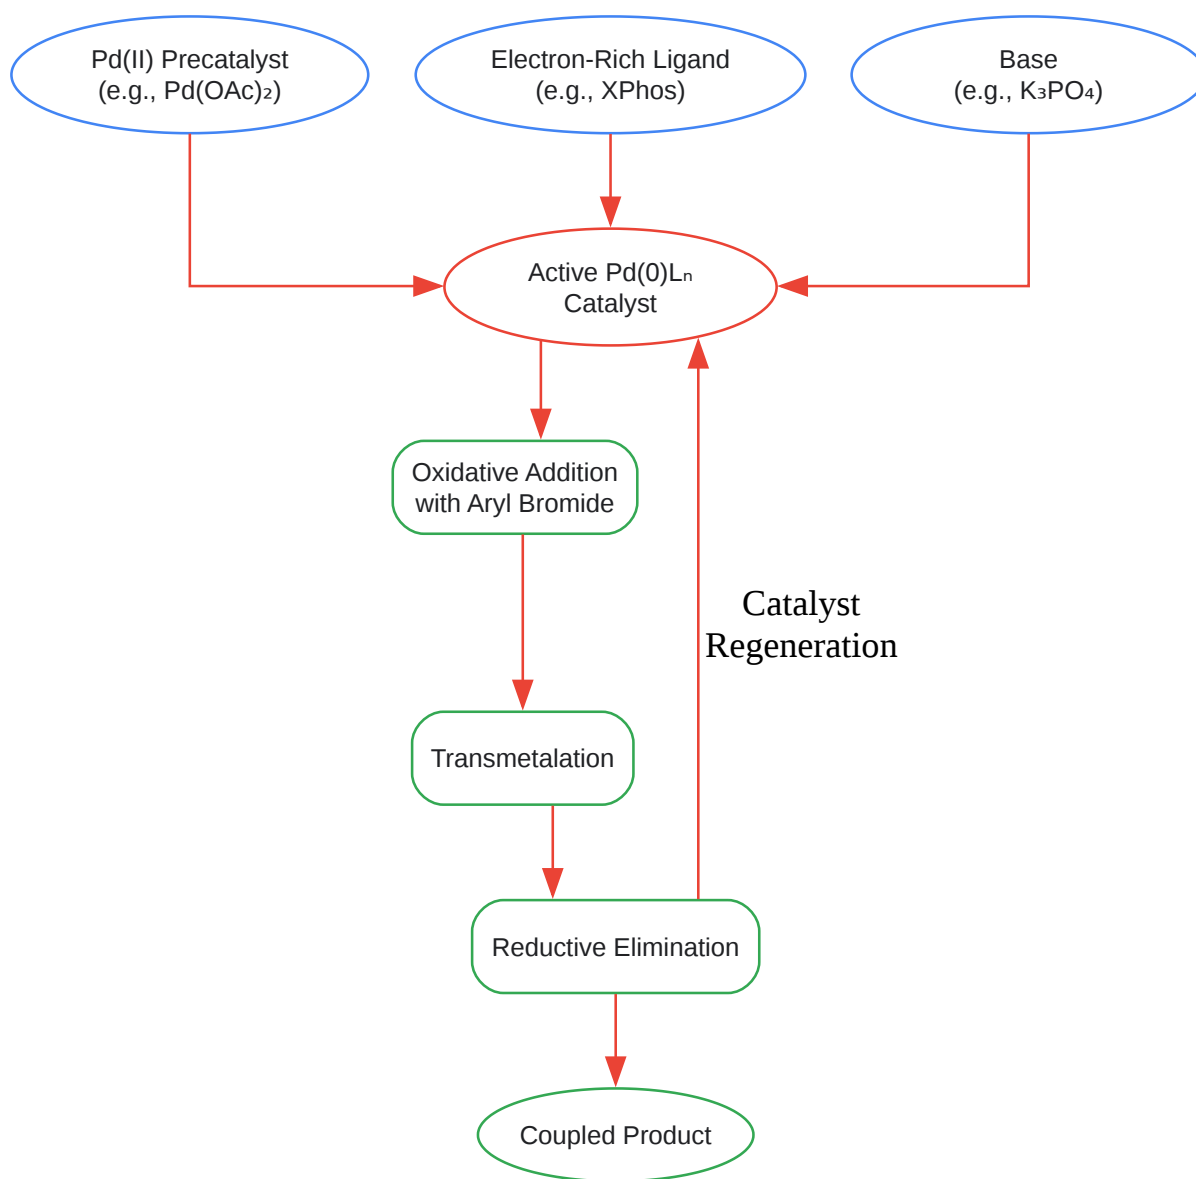 Pd(II) Precatalyst
(e.g., Pd(OAc)₂)
Electron-Rich Ligand
(e.g., XPhos)
Base
(e.g., K₃PO₄)
Active Pd(0)Lₙ
Catalyst
Oxidative Addition
with Aryl Bromide
Catalyst
Regeneration
Transmetalation
Reductive Elimination
Coupled Product